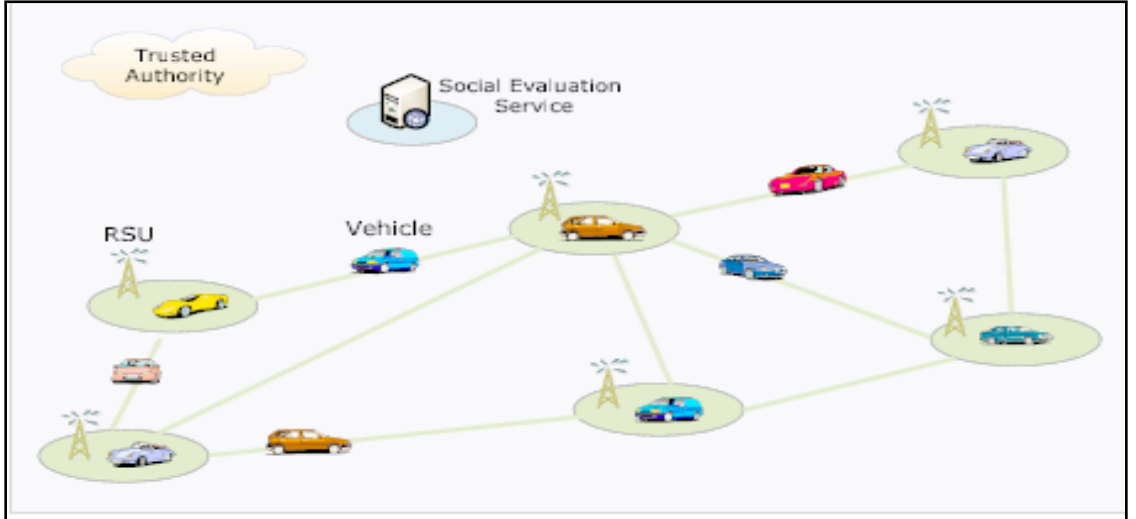 Trusted
Authority
Social Evaluation
Service
RSU
Vehicle